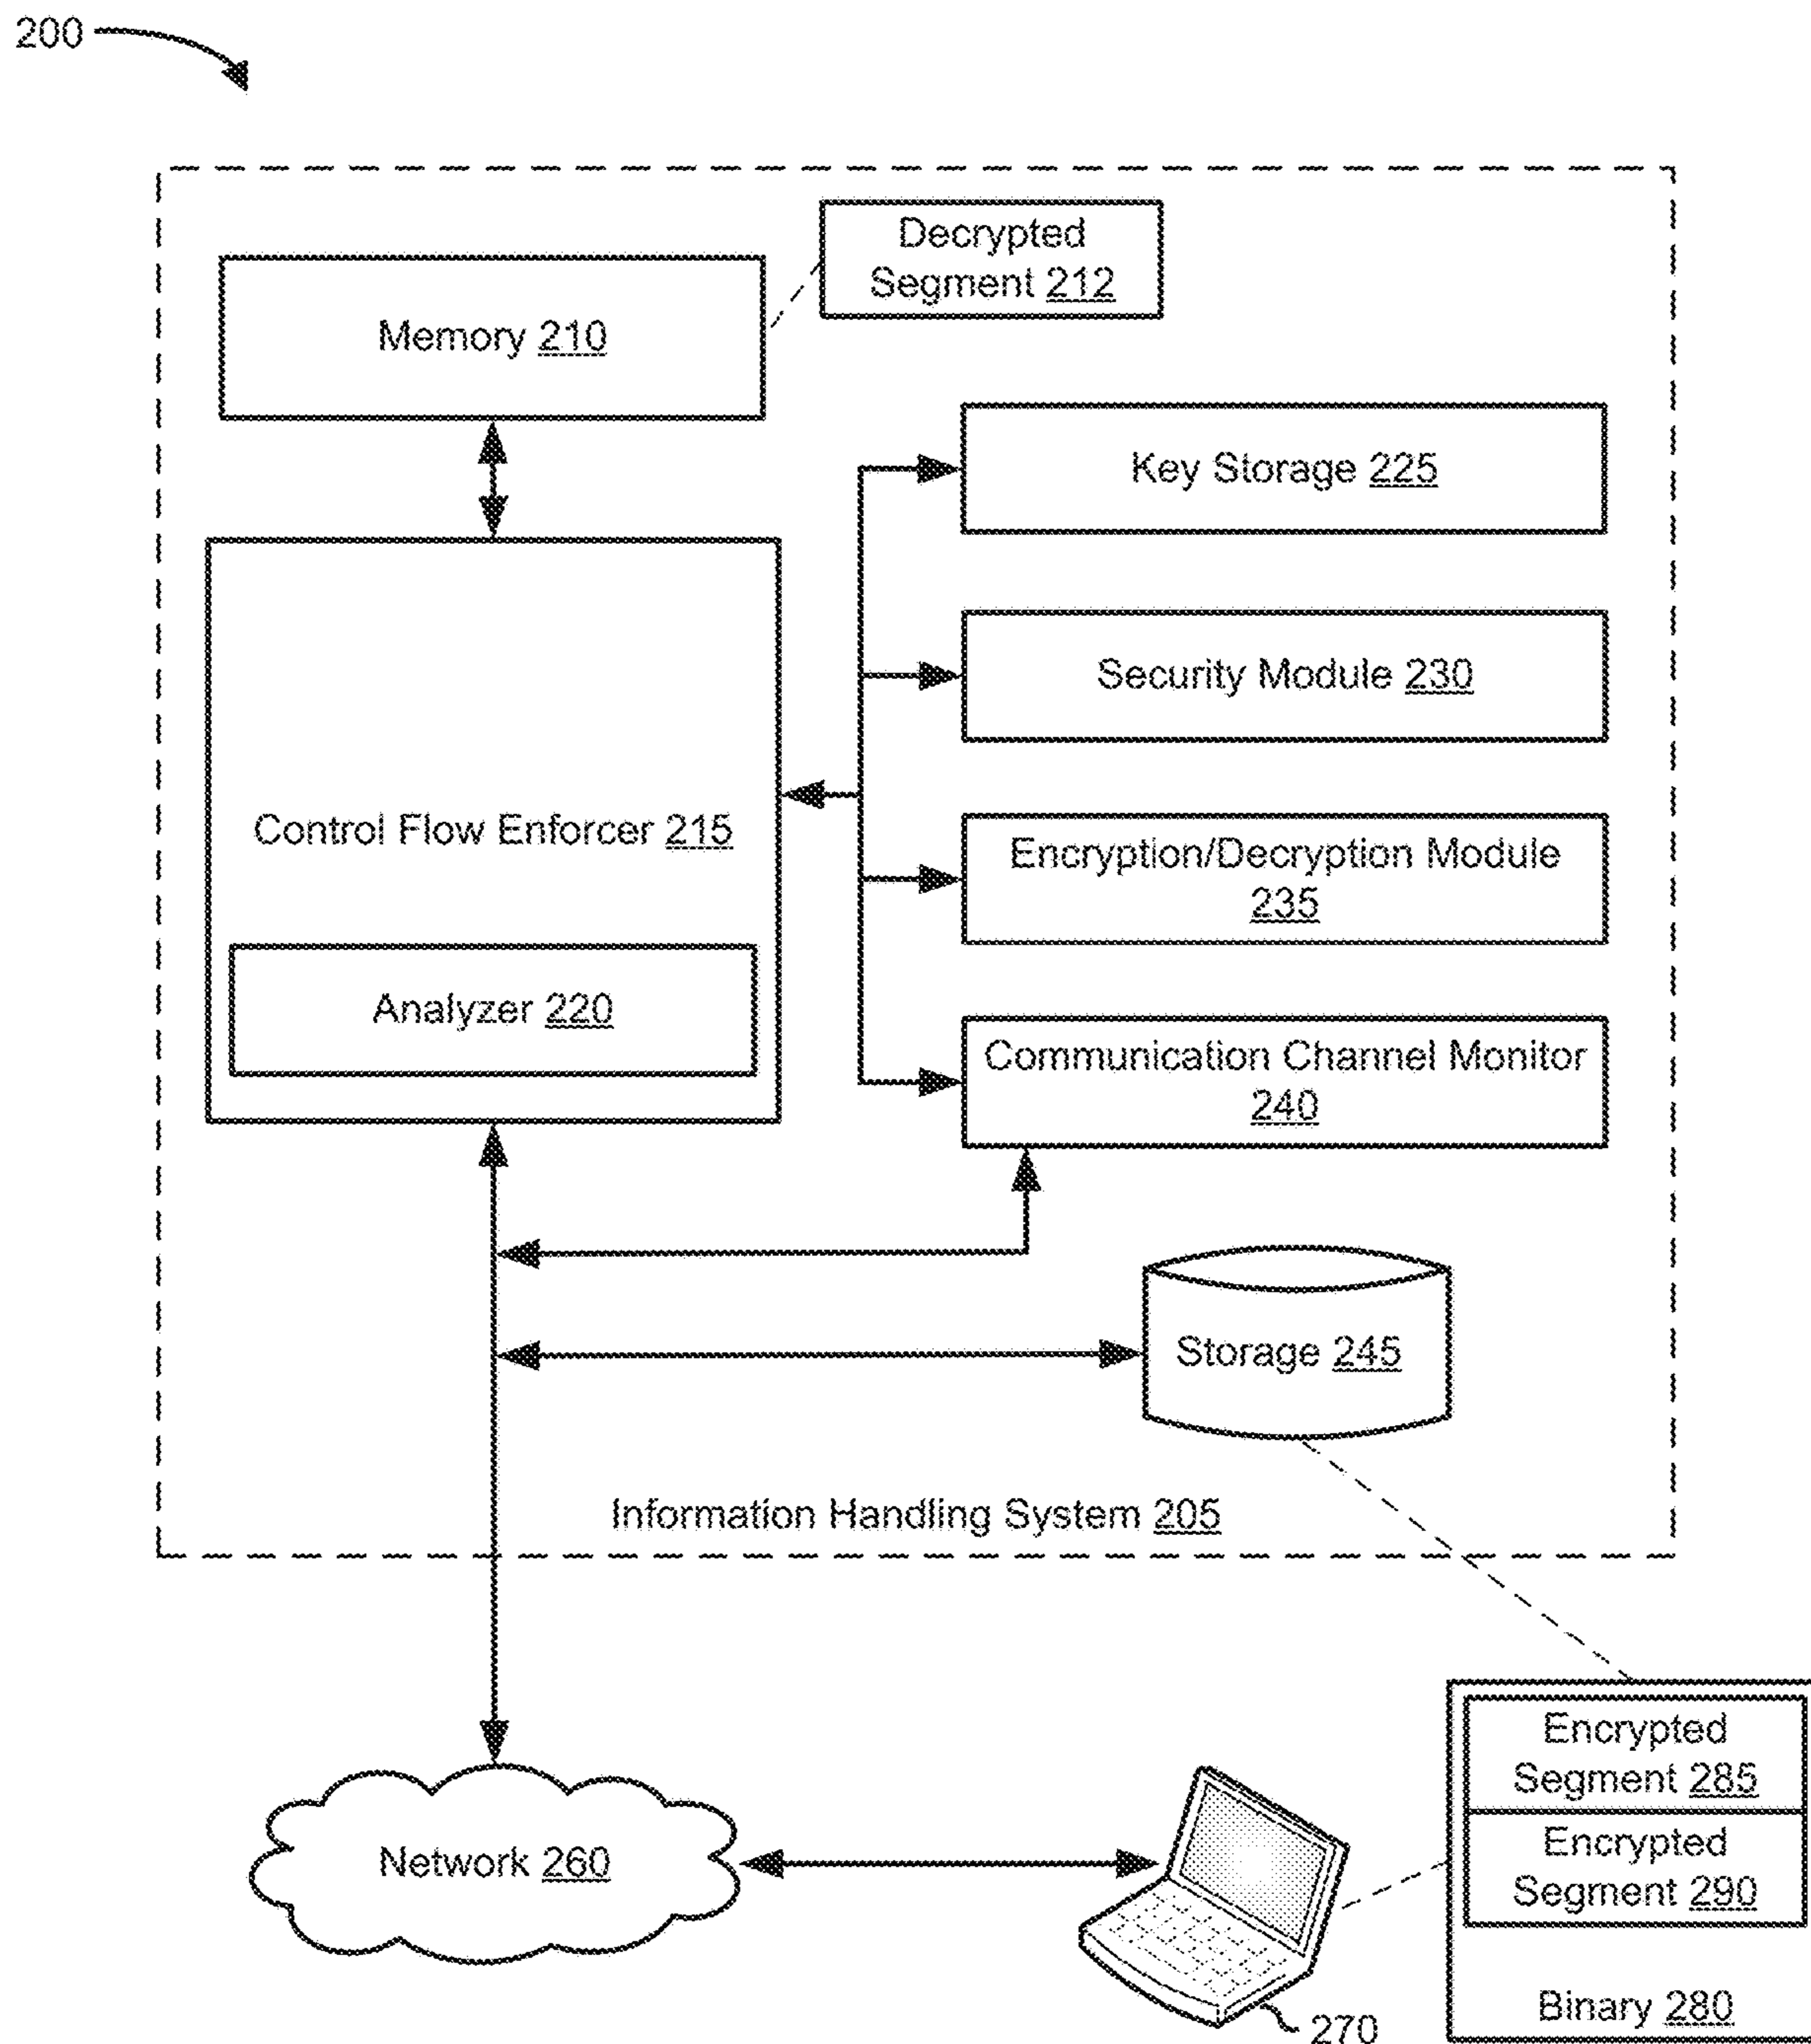 200
Decrypted
Segment 212
Memory 210
Key Storage 225
Security Module 230
Control Flow Enforcer 215
Encryption/Decryption Module
235
Analyzer 220
Communication Channel Monitor
240
Storage 245
Information Handling System 205
Encrypted
Segment 285
Encrypted
Segment 290
Network 260
Binary 280
270